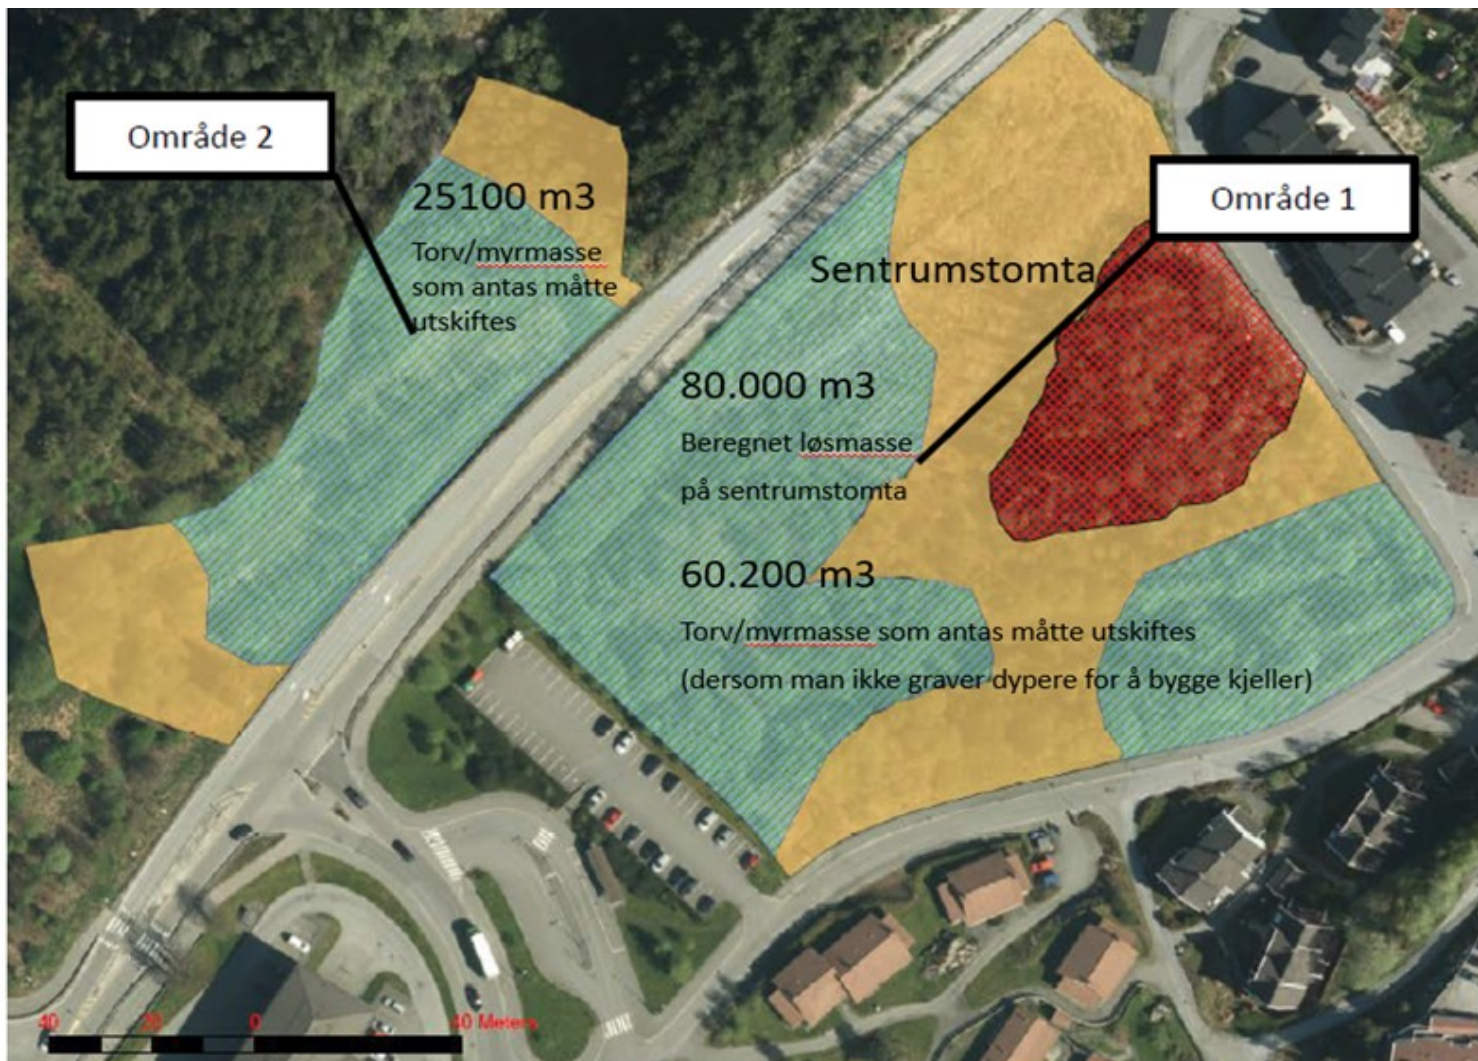 Område 2
25100 m3
Torv/myrmasse
som antas måtte
utskiftes
Område 1
Sentrumstomta
80.000 m3
Beregnet løsmasse
på sentrumstomta
60.200 m3
Torv/myrmasse som antas måtte utskiftes
(dersom man ikke graver dypere for å bygge kjeller)
40 20 0 40 Meters